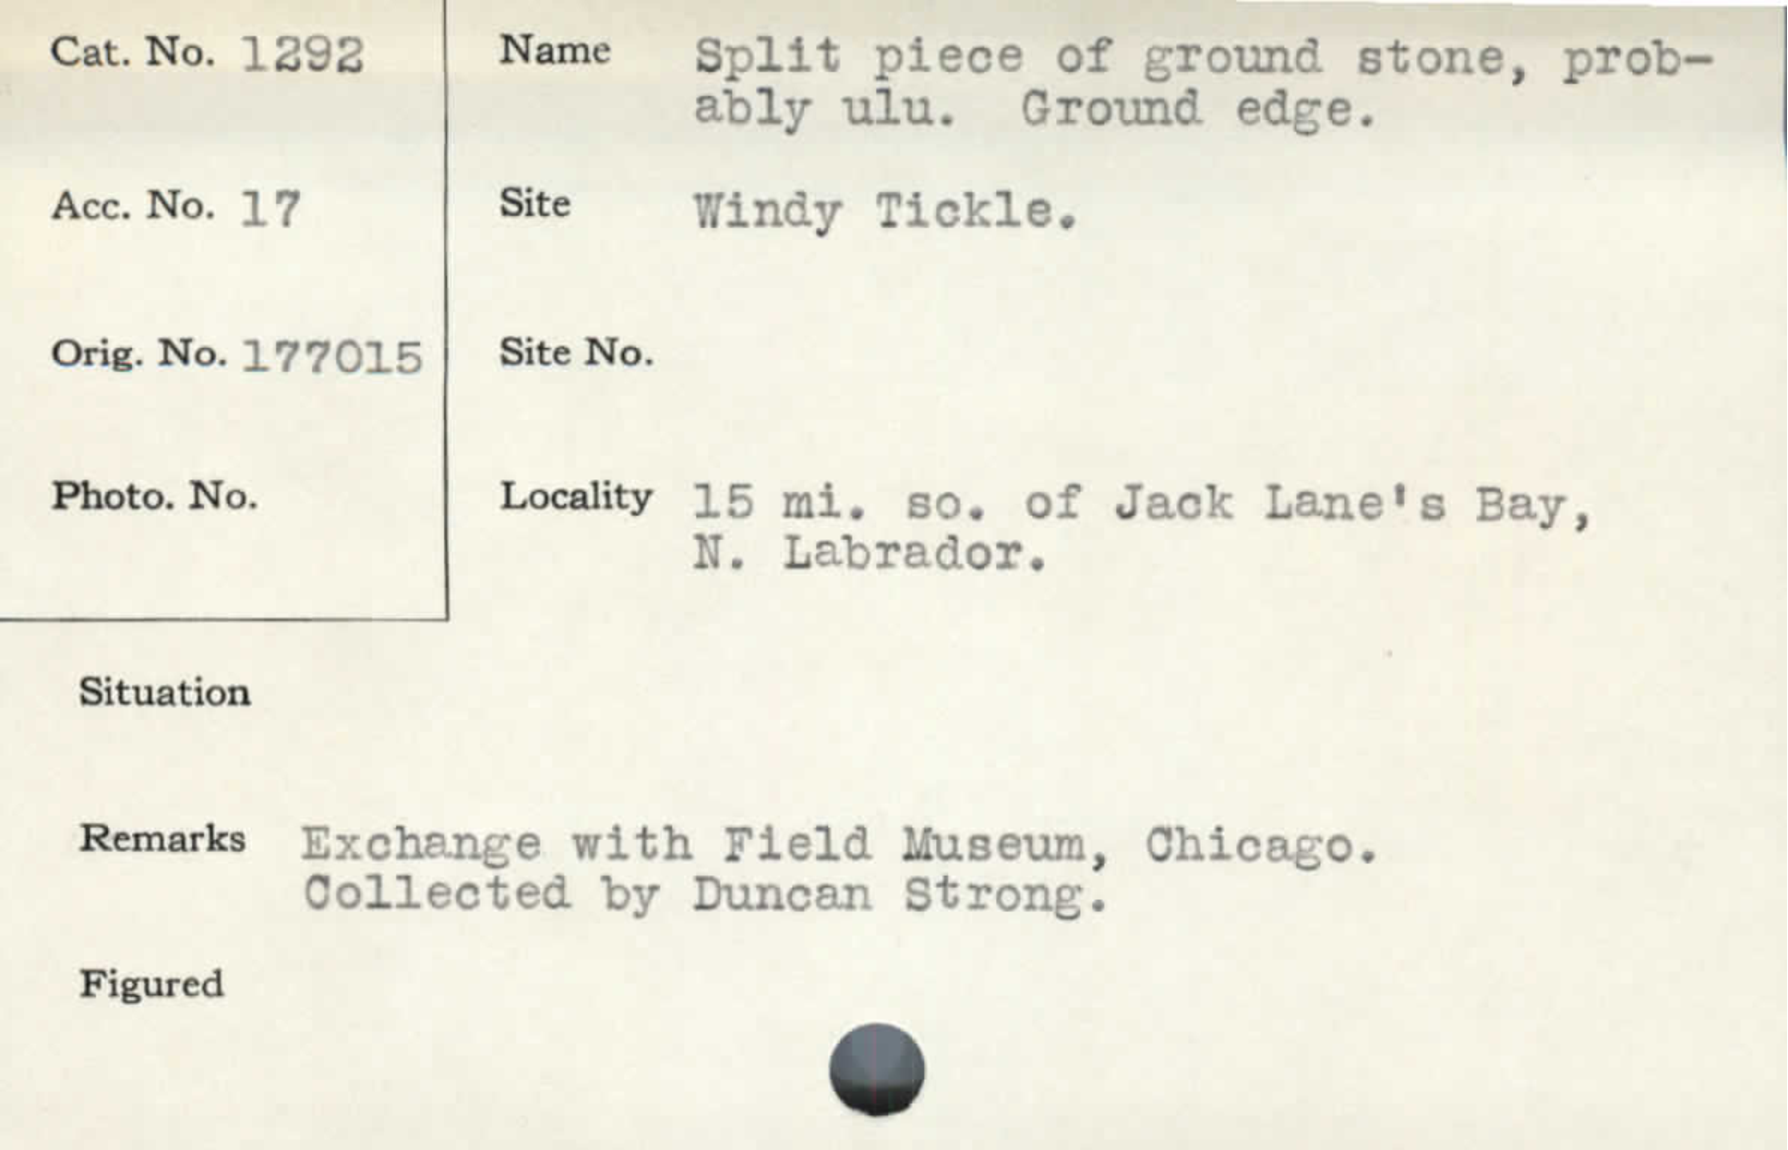 Cat. No. 1292
Name Split piece of ground stone, prob-
ably ulu. Ground edge.
Acc. No. 17
Site Windy Tickle.
Orig. No. 177015
Site No.
Photo. No.
Locality 15 mi. so. of Jack Lane's Bay,
N. Labrador.
Situation
Remarks Exchange with Field Museum, Chicago.
Collected by Duncan Strong.
Figured